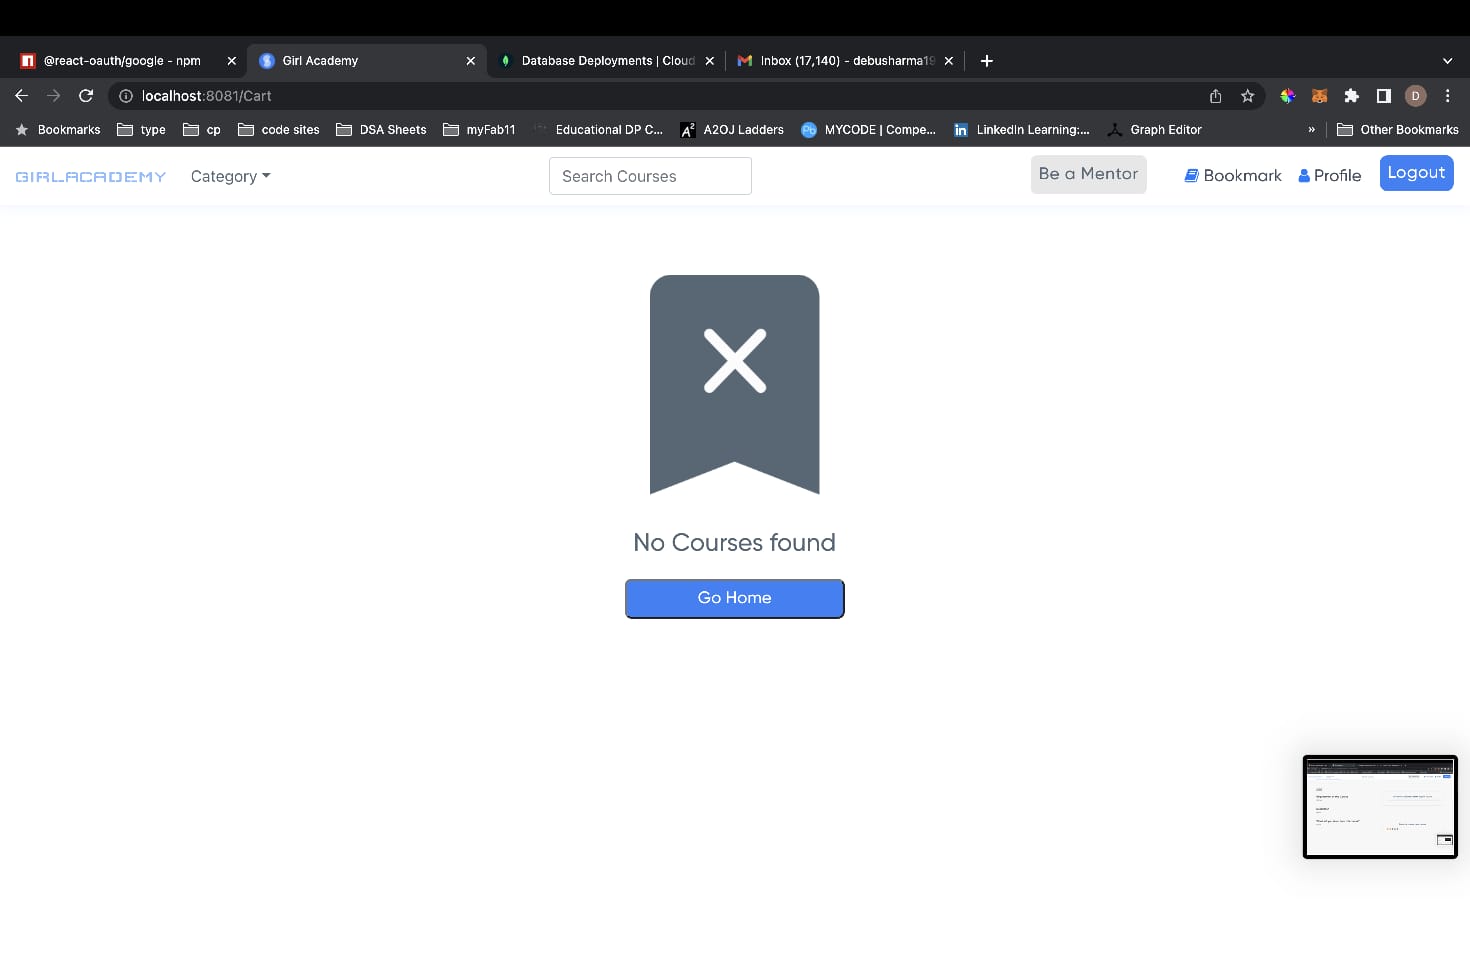 @react-oauth/google - npm
Girl Academy
Database Deployments | Cloud
Inbox (17,140) - debusharma19
localhost:8081/Cart
D
Bookmarks
type
cp
code sites
DSA Sheets
myFab11
Educational DP C...
A2OJ Ladders
MYCODE | Compe...
LinkedIn Learning:...
Graph Editor
»
Other Bookmarks
GIRLACADEMY
Category
Search Courses
Be a Mentor
Bookmark
Profile
Logout
No Courses found
Go Home